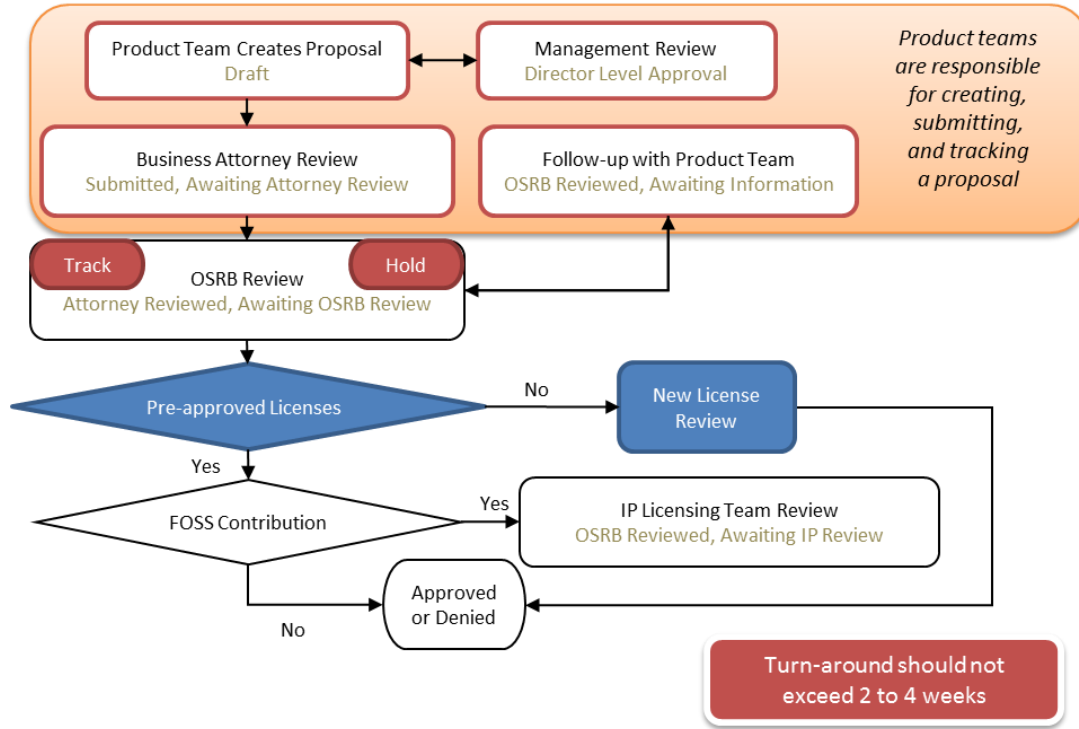 Product Team Creates Proposal
Draft
Management Review
Director Level Approval
Product teams
are responsible
for creating,
submitting,
and tracking
a proposal
Business Attorney Review
Submitted, Awaiting Attorney Review
Follow-up with Product Team
OSRB Reviewed, Awaiting Information
Track
Hold
OSRB Review
Attorney Reviewed, Awaiting OSRB Review
Pre-approved Licenses
No
New License
Review
Yes
FOSS Contribution
Yes
IP Licensing Team Review
OSRB Reviewed, Awaiting IP Review
No
Approved
or Denied
Turn-around should not
exceed 2 to 4 weeks